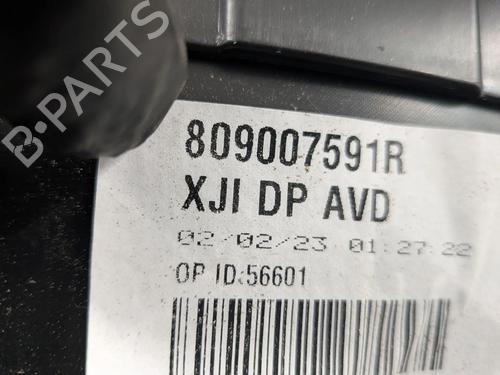 809007591R
XJI DP AVD
02/02/23 01:27:22
OP ID:56601
B-PARTS